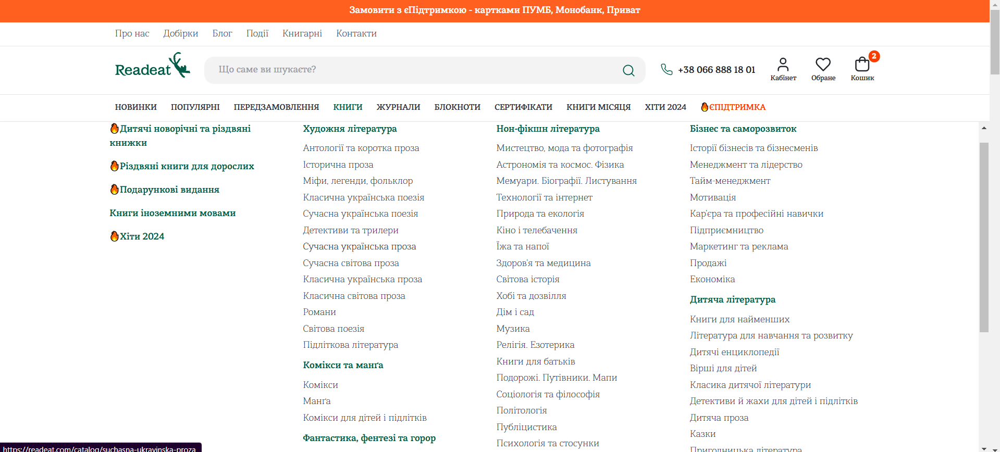 Замовити з єПідтримкою - картками ПУМБ, Монобанк, Приват
Про нас Добірки Блог Події Книгарні Контакти
Readeat
Що саме ви шукаєте?
+38 066 888 18 01
Кабінет
Обране
2
Кошик
НОВИНКИ ПОПУЛЯРНІ ПЕРЕДЗАМОВЛЕННЯ КНИГИ ЖУРНАЛИ БЛОКНОТИ СЕРТИФІКАТИ КНИГИ МІСЯЦЯ ХІТИ 2024 🔥ЄПІДТРИМКА
🔥Дитячі новорічні та різдвяні
книжки
🔥Різдвяні книги для дорослих
🔥Подарункові видання
Книги іноземними мовами
🔥Хіти 2024
Художня література
Антології та коротка проза
Історична проза
Міфи, легенди, фольклор
Класична українська поезія
Сучасна українська поезія
Детективи та трилери
Сучасна українська проза
Сучасна світова проза
Класична українська проза
Класична світова проза
Романи
Світова поезія
Підліткова література
Комікси та манґа
Комікси
Манґа
Комікси для дітей і підлітків
Фантастика, фентезі та горор
Нон-фікшн література
Мистецтво, мода та фотографія
Астрономія та космос. Фізика
Мемуари. Біографії. Листування
Технології та інтернет
Природа та екологія
Кіно і телебачення
Їжа та напої
Здоров'я та медицина
Світова історія
Хобі та дозвілля
Дім і сад
Музика
Релігія. Езотерика
Книги для батьків
Подорожі. Путівники. Мапи
Соціологія та філософія
Політологія
Публіцистика
Психологія та стосунки
Бізнес та саморозвиток
Історії бізнесів та бізнесменів
Менеджмент та лідерство
Тайм-менеджмент
Мотивація
Кар'єра та професійні навички
Підприємництво
Маркетинг та реклама
Продажі
Економіка
Дитяча література
Книги для найменших
Література для навчання та розвитку
Дитячі енциклопедії
Вірші для дітей
Класика дитячої літератури
Детективи й жахи для дітей і підлітків
Дитяча проза
Казки
Пригодницька література
https://readeat.com/catalog/suchasna-ukrayinska-proza